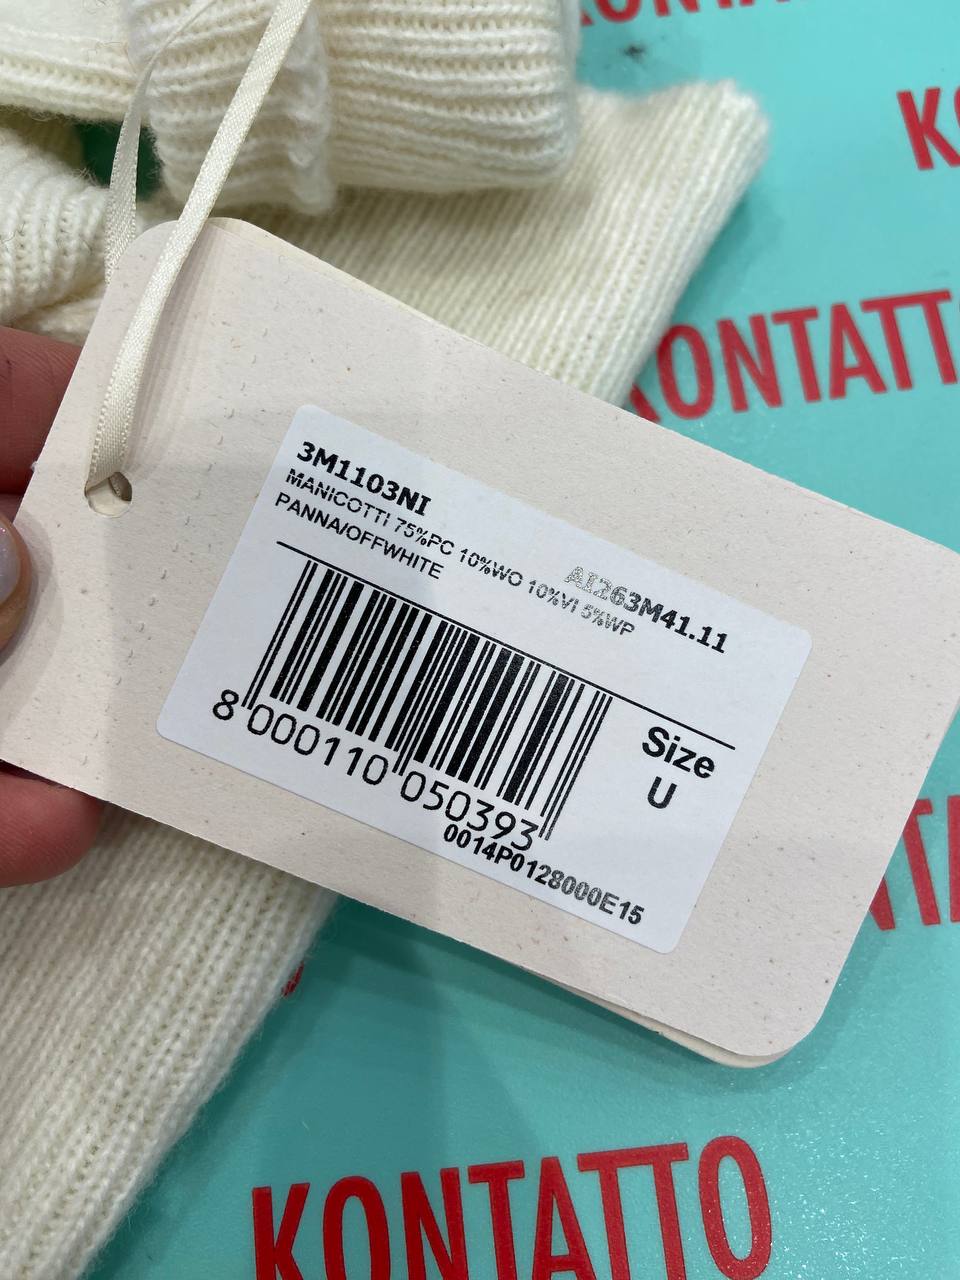 KONTATTO
3M1103NI
MANICOTTI 75%PC 10%WO 10%VI 5%WP
PANNA/OFFWHITE
AI263M41.11
Size
U
8 000110 050393
0014P0128000E15
KONTATTO